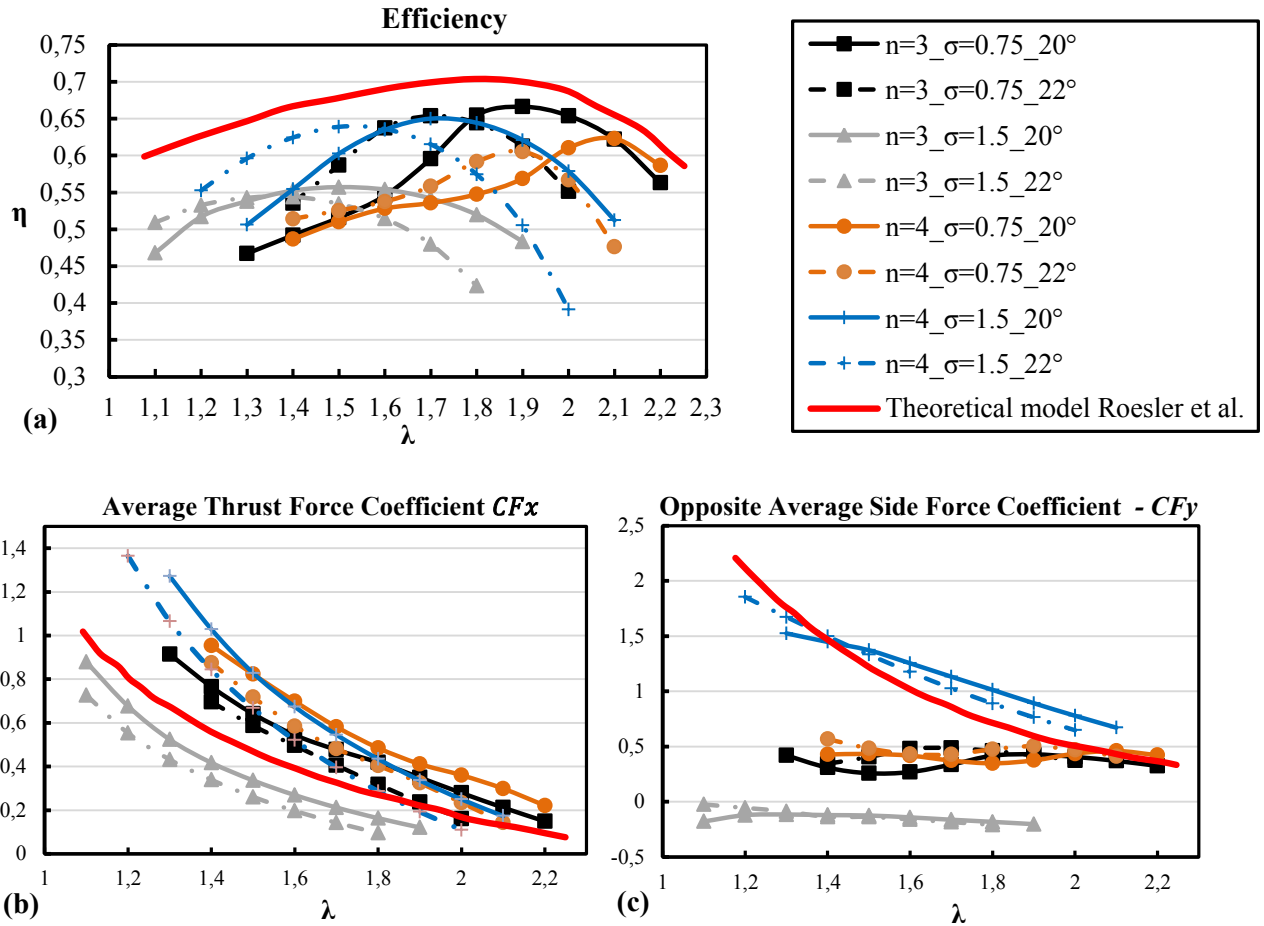 Efficiency
0,75
0,7
0,65
0,6
0,55
η
0,5
0,45
0,4
0,35
0,3
1 1,1 1,2 1,3 1,4 1,5 1,6 1,7 1,8 1,9 2 2,1 2,2 2,3
(a)
λ
n=3_σ=0.75_20°
n=3_σ=0.75_22°
n=3_σ=1.5_20°
n=3_σ=1.5_22°
n=4_σ=0.75_20°
n=4_σ=0.75_22°
n=4_σ=1.5_20°
n=4_σ=1.5_22°
Theoretical model Roesler et al.
Average Thrust Force Coefficient CFx
1,4
1,2
1
0,8
0,6
0,4
0,2
0
1 1,2 1,4 1,6 1,8 2 2,2
(b)
λ
Opposite Average Side Force Coefficient - CFy
2,5
2
1,5
1
0,5
0
-0,5
1 1,2 1,4 1,6 1,8 2 2,2
(c)
λ